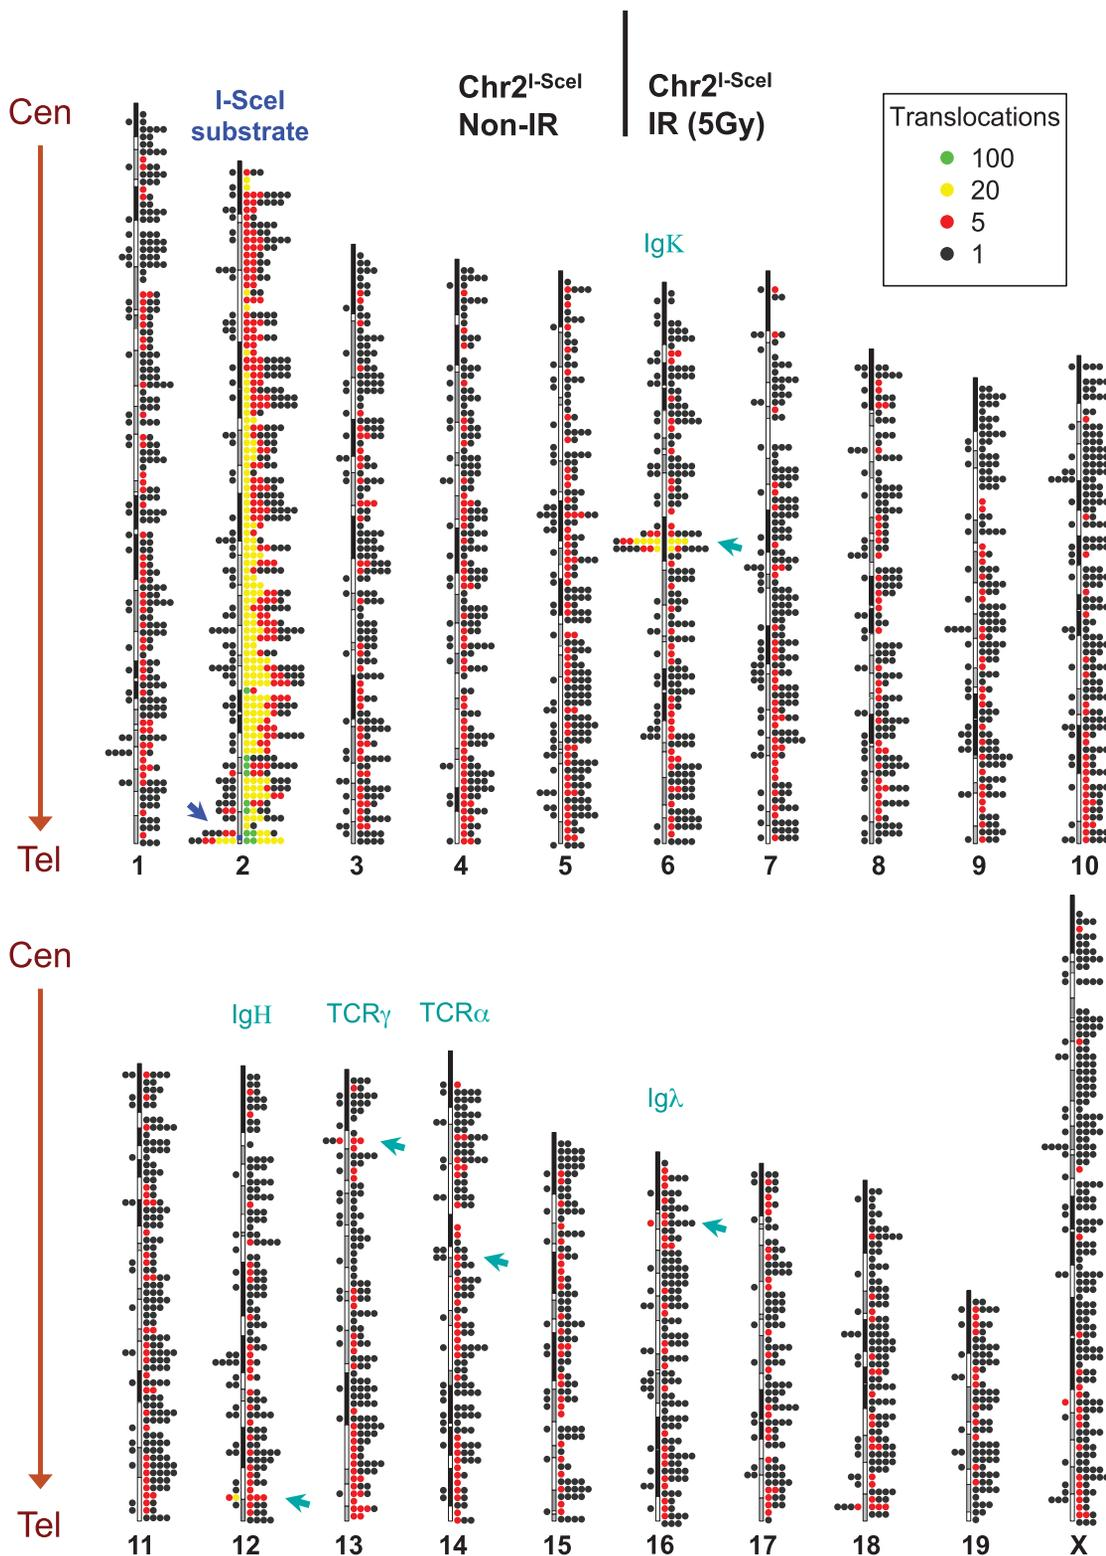 Cen
I-SceI
substrate
Chr2I-SceI
Non-IR
Chr2I-SceI
IR (5Gy)
Translocations
100
20
5
1
IgK
Tel
1 2 3 4 5 6 7 8 9 10
Cen
IgH TCRγ TCRα
Igλ
Tel
11 12 13 14 15 16 17 18 19 X